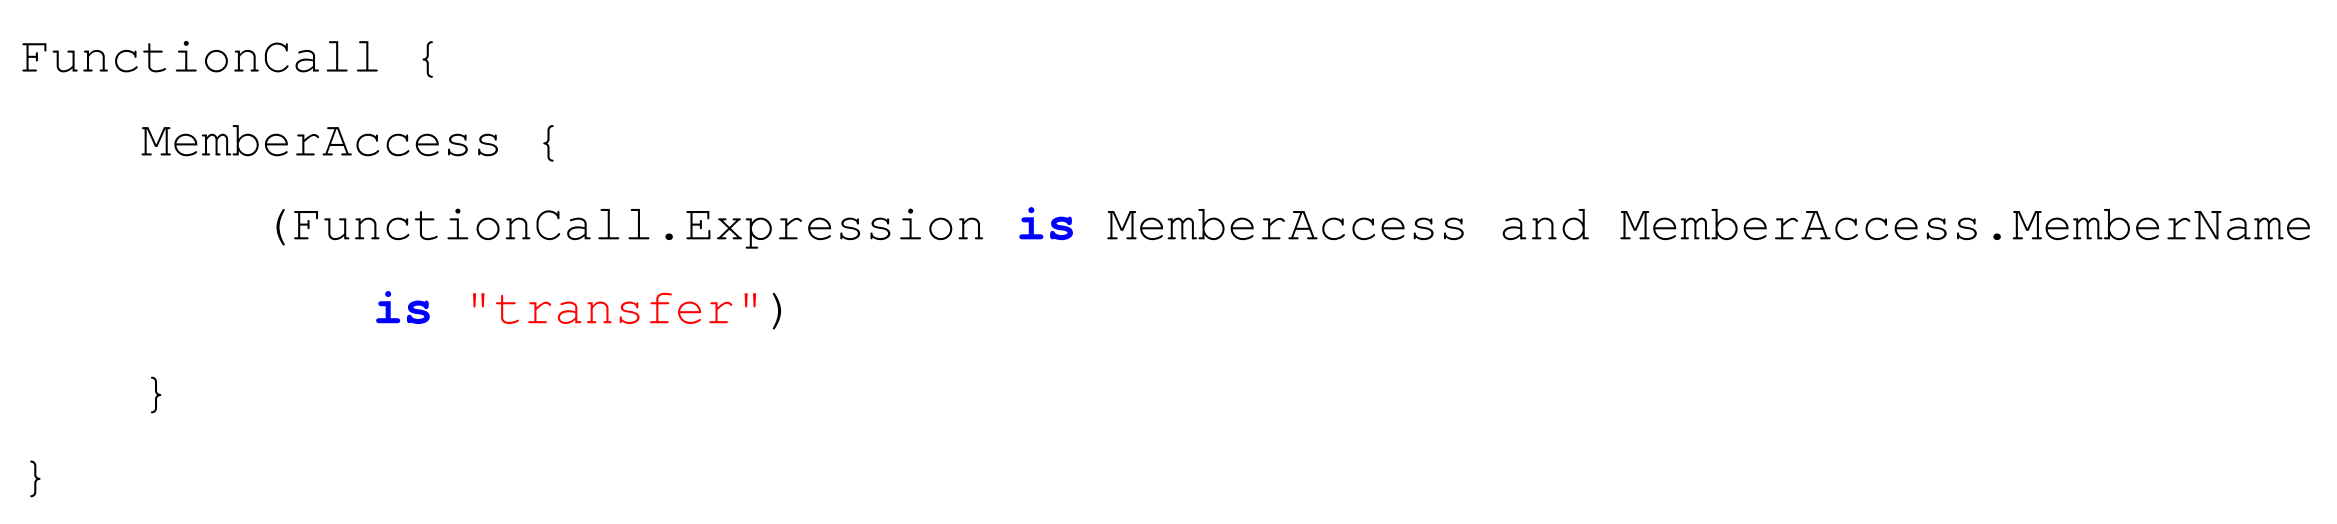 FunctionCall {
MemberAccess {
(FunctionCall.Expression is MemberAccess and MemberAccess.MemberName
is "transfer")
}
}